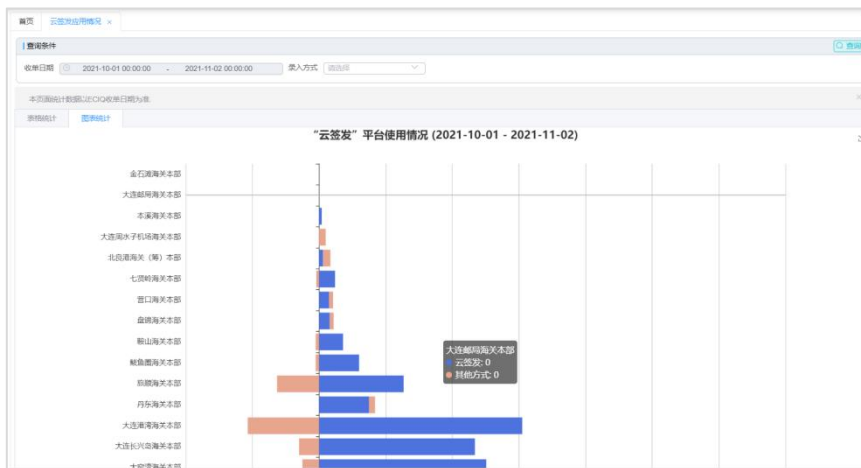 首页 云签发应用情况 ×
查询条件
查询
收单日期 2021-10-01 00:00:00 - 2021-11-02 00:00:00 录入方式 请选择
本页面统计数据以ECIQ收单日期为准
表格统计 图表统计
“云签发”平台使用情况 (2021-10-01 - 2021-11-02)
金石滩海关本部
大连邮局海关本部
本溪海关本部
大连周水子机场海关本部
北良港海关（筹）本部
七贤岭海关本部
营口海关本部
盘锦海关本部
鞍山海关本部
鲅鱼圈海关本部
旅顺海关本部
丹东海关本部
大连港湾海关本部
大连长兴岛海关本部
大窑湾海关本部
大连邮局海关本部
云签发: 0
其他方式: 0